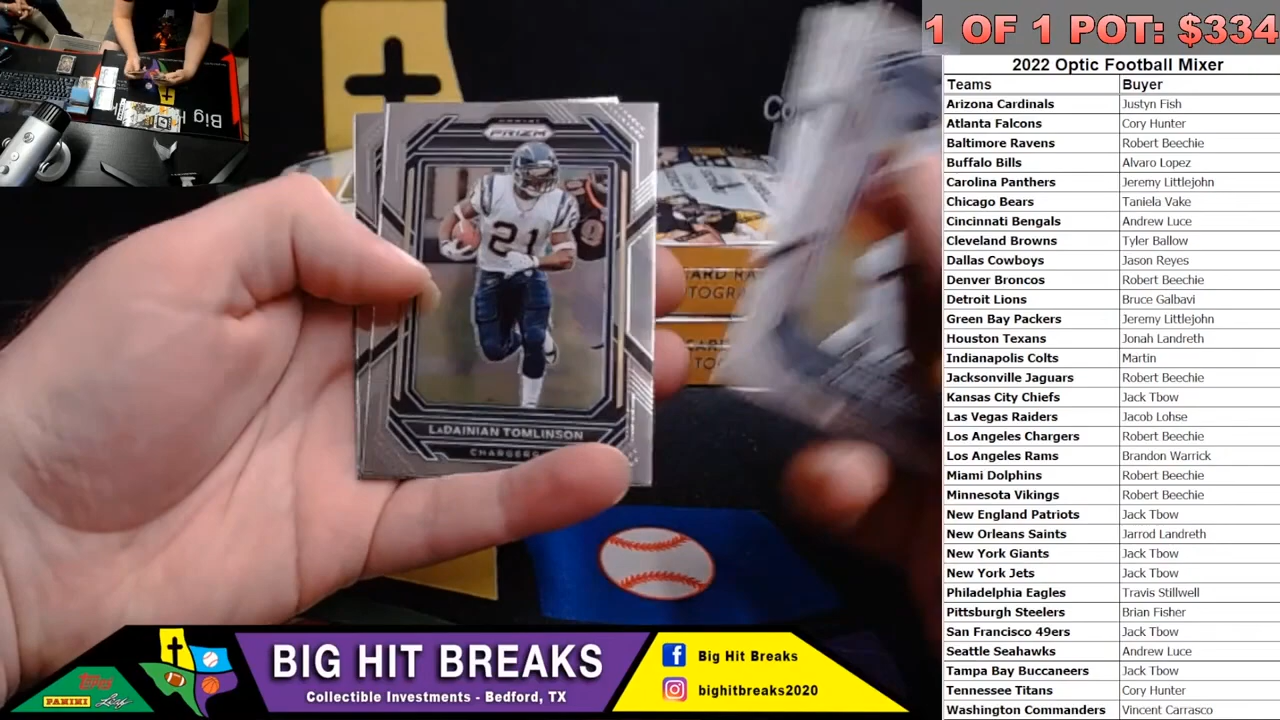 1 OF 1 POT: $334
2022 Optic Football Mixer
Teams Buyer
Arizona Cardinals Justyn Fish
Atlanta Falcons Cory Hunter
Baltimore Ravens Robert Beechie
Buffalo Bills Alvaro Lopez
Carolina Panthers Jeremy Littlejohn
Chicago Bears Taniela Vake
Cincinnati Bengals Andrew Luce
Cleveland Browns Tyler Ballow
Dallas Cowboys Jason Reyes
Denver Broncos Robert Beechie
Detroit Lions Bruce Galbavi
Green Bay Packers Jeremy Littlejohn
Houston Texans Jonah Landreth
Indianapolis Colts Martin
Jacksonville Jaguars Robert Beechie
Kansas City Chiefs Jack Tbow
Las Vegas Raiders Jacob Lohse
Los Angeles Chargers Robert Beechie
Los Angeles Rams Brandon Warrick
Miami Dolphins Robert Beechie
Minnesota Vikings Robert Beechie
New England Patriots Jack Tbow
New Orleans Saints Jarrod Landreth
New York Giants Jack Tbow
New York Jets Jack Tbow
Philadelphia Eagles Travis Stillwell
Pittsburgh Steelers Brian Fisher
San Francisco 49ers Jack Tbow
Seattle Seahawks Andrew Luce
Tampa Bay Buccaneers Jack Tbow
Tennessee Titans Cory Hunter
Washington Commanders Vincent Carrasco
Big H
PANINI
PRIZM
21
LADAINIAN TOMLINSON
CHARGERS
BIG HIT BREAKS
Collectible Investments - Bedford, TX
Big Hit Breaks
bighitbreaks2020
Topps
PANINI
Leaf